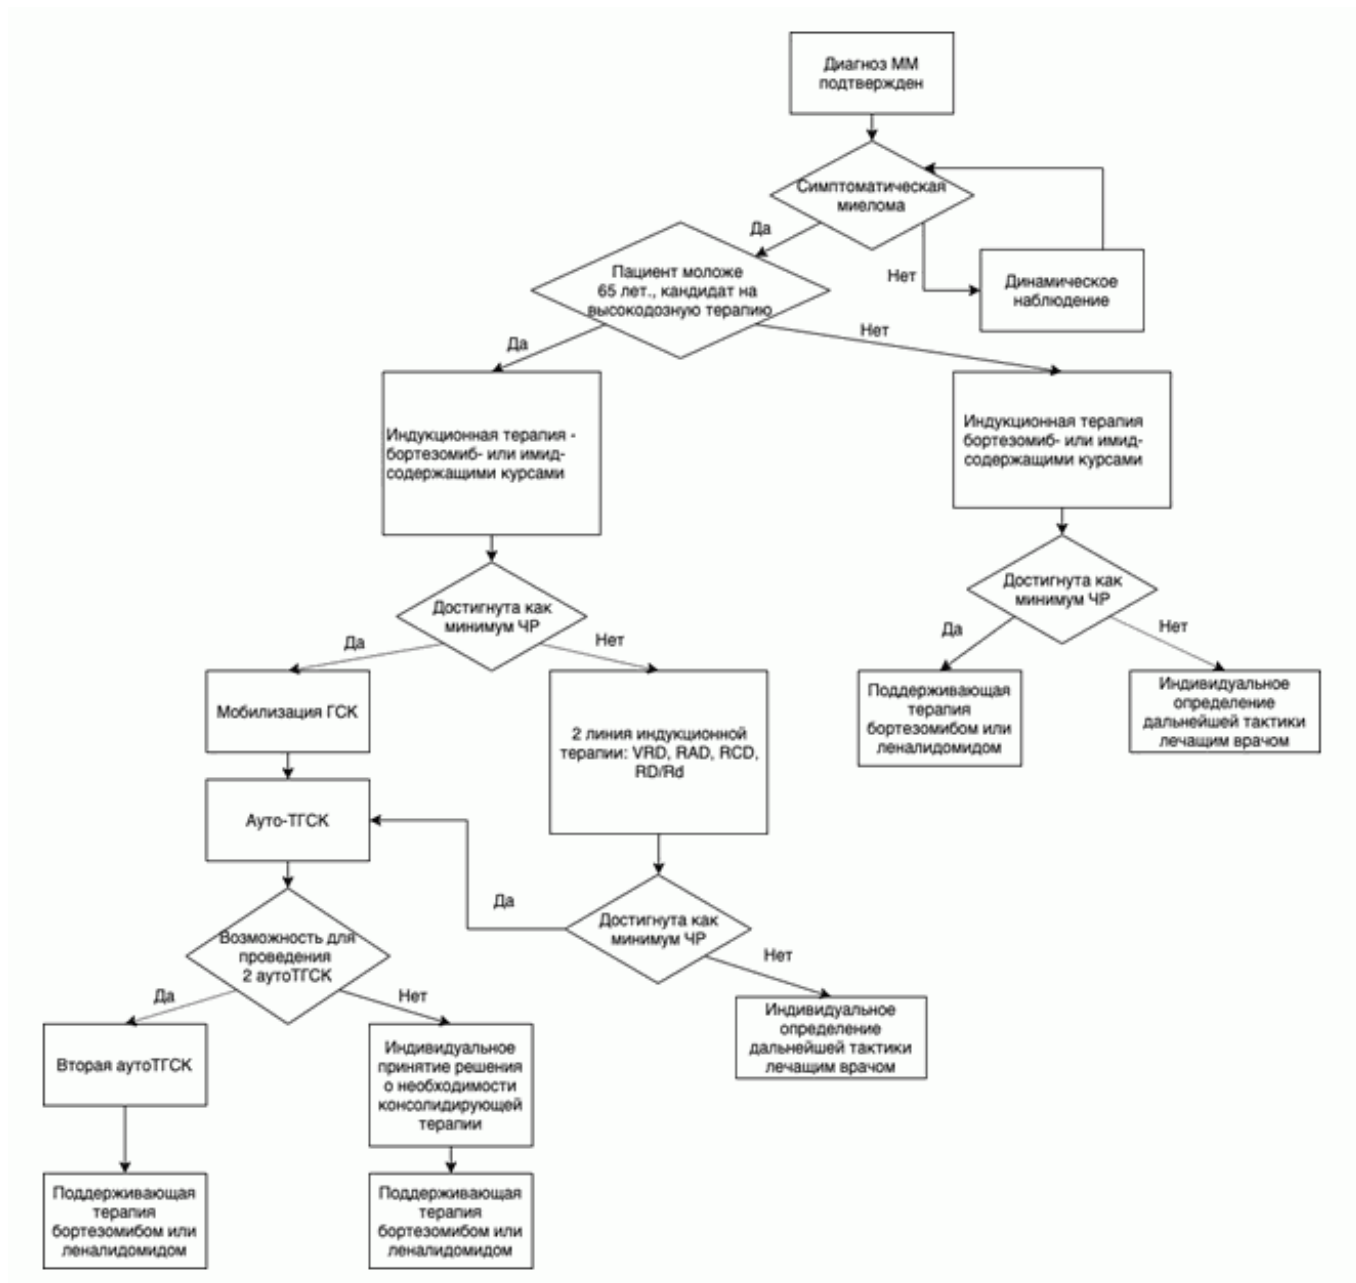 Диагноз ММ
подтвержден
Симптоматическая
миелома
Да
Нет
Динамическое
наблюдение
Пациент моложе
65 лет., кандидат на
высокодозную терапию
Да
Нет
Индукционная терапия -
бортезомиб- или имид-
содержащими курсами
Индукционная терапия
бортезомиб- или имид-
содержащими курсами
Достигнута как
минимум ЧР
Да
Нет
Достигнута как
минимум ЧР
Да
Нет
Мобилизация ГСК
2 линия индукционной
терапии: VRD, RAD, RCD,
RD/Rd
Поддерживающая
терапия
бортезомибом или
леналидомидом
Индивидуальное
определение
дальнейшей тактики
лечащим врачом
Ауто-ТГСК
Да
Достигнута как
минимум ЧР
Нет
Возможность для
проведения
2 аутоТГСК
Да
Нет
Индивидуальное
определение
дальнейшей тактики
лечащим врачом
Вторая аутоТГСК
Индивидуальное
принятие решения
о необходимости
консолидирующей
терапии
Поддерживающая
терапия
бортезомибом или
леналидомидом
Поддерживающая
терапия
бортезомибом или
леналидомидом